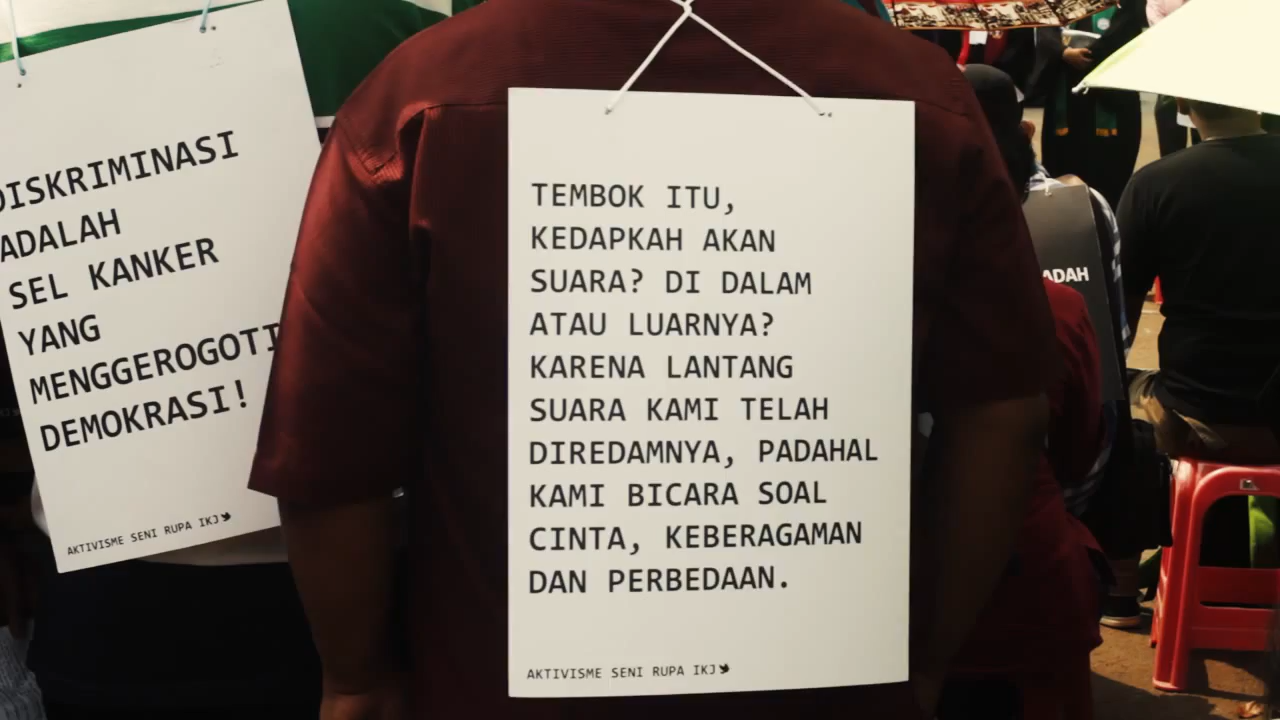 DISKRIMINASI
ADALAH
SEL KANKER
YANG
MENGGEROGOTI
DEMOKRASI!
AKTIVISME SENI RUPA IKJ
TEMBOK ITU,
KEDAPKAH AKAN
SUARA? DI DALAM
ATAU LUARNYA?
KARENA LANTANG
SUARA KAMI TELAH
DIREDAMNYA, PADAHAL
KAMI BICARA SOAL
CINTA, KEBERAGAMAN
DAN PERBEDAAN.
AKTIVISME SENI RUPA IKJ
ADAH